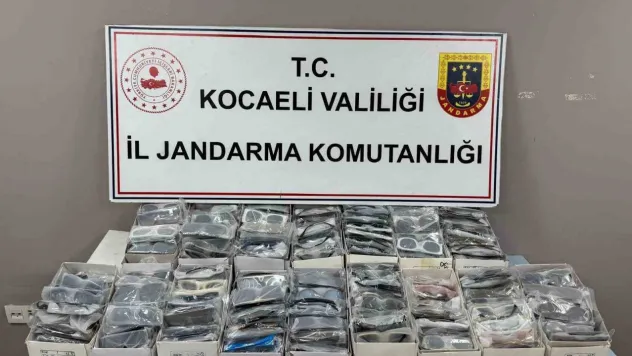 T.C.
KOCAELİ VALİLİĞİ
İL JANDARMA KOMUTANLIĞI
JANDARMA